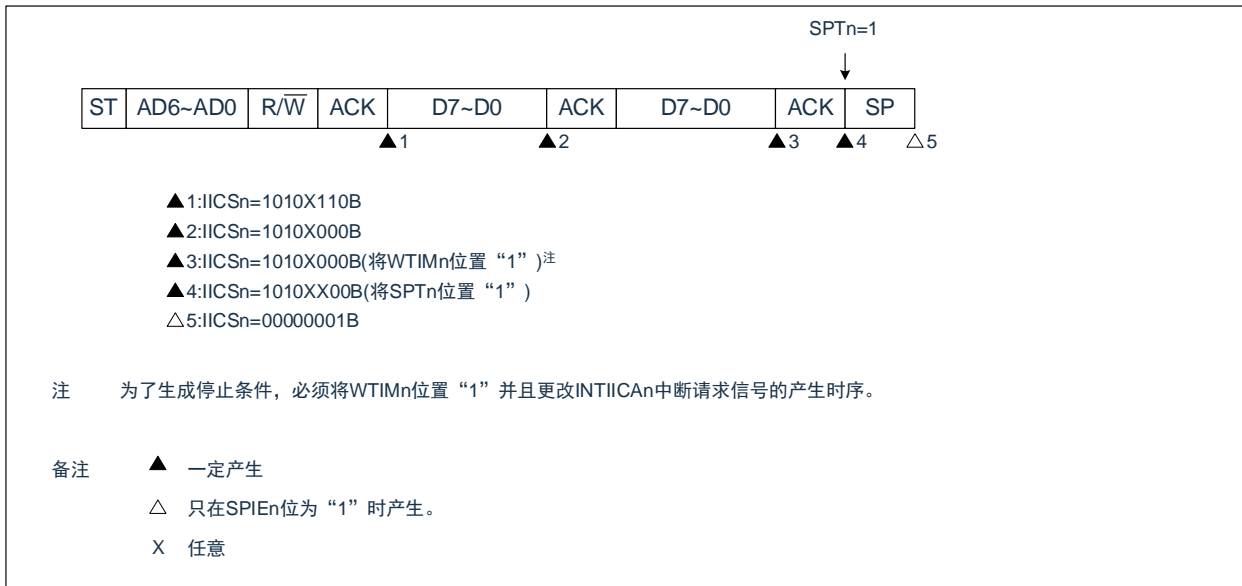 SPTn=1
ST AD6~AD0 R/W̅ ACK D7~D0 ACK D7~D0 ACK SP
▲1 ▲2 ▲3 ▲4 △5
▲1:IICSn=1010X110B
▲2:IICSn=1010X000B
▲3:IICSn=1010X000B(将WTIMn位置“1”)注
▲4:IICSn=1010XX00B(将SPTn位置“1”)
△5:IICSn=00000001B
注 为了生成停止条件，必须将WTIMn位置“1”并且更改INTIICAn中断请求信号的产生时序。
备注 ▲ 一定产生
△ 只在SPIEn位为“1”时产生。
X 任意